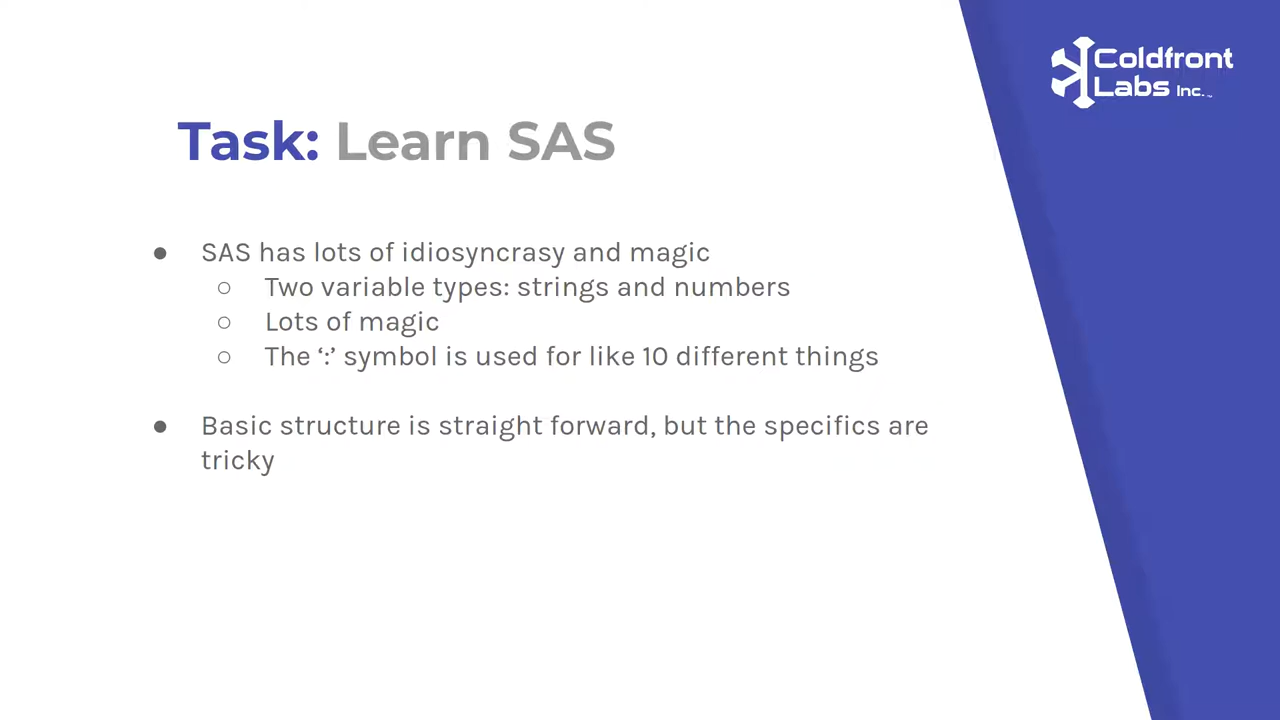 Coldfront
Labs Inc.™
Task: Learn SAS
● SAS has lots of idiosyncrasy and magic
○ Two variable types: strings and numbers
○ Lots of magic
○ The ‘:’ symbol is used for like 10 different things
● Basic structure is straight forward, but the specifics are
tricky